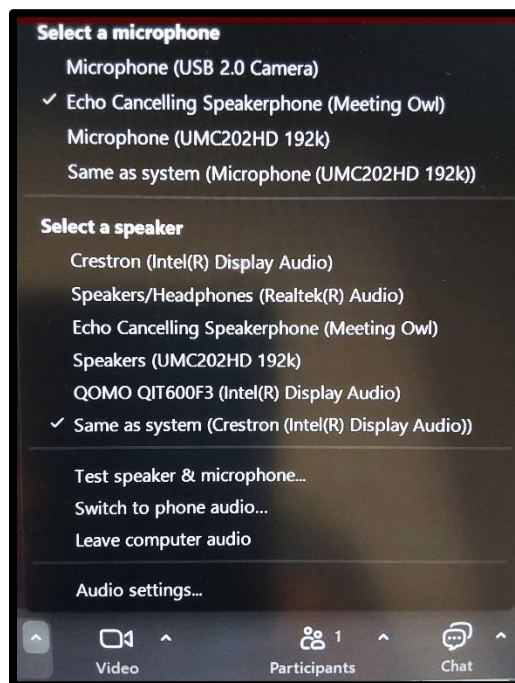 Select a microphone
Microphone (USB 2.0 Camera)
Echo Cancelling Speakerphone (Meeting Owl)
Microphone (UMC202HD 192k)
Same as system (Microphone (UMC202HD 192k))
Select a speaker
Crestron (Intel(R) Display Audio)
Speakers/Headphones (Realtek(R) Audio)
Echo Cancelling Speakerphone (Meeting Owl)
Speakers (UMC202HD 192k)
QOMO QIT600F3 (Intel(R) Display Audio)
Same as system (Crestron (Intel(R) Display Audio))
Test speaker & microphone...
Switch to phone audio...
Leave computer audio
Audio settings...
1
Video Participants Chat